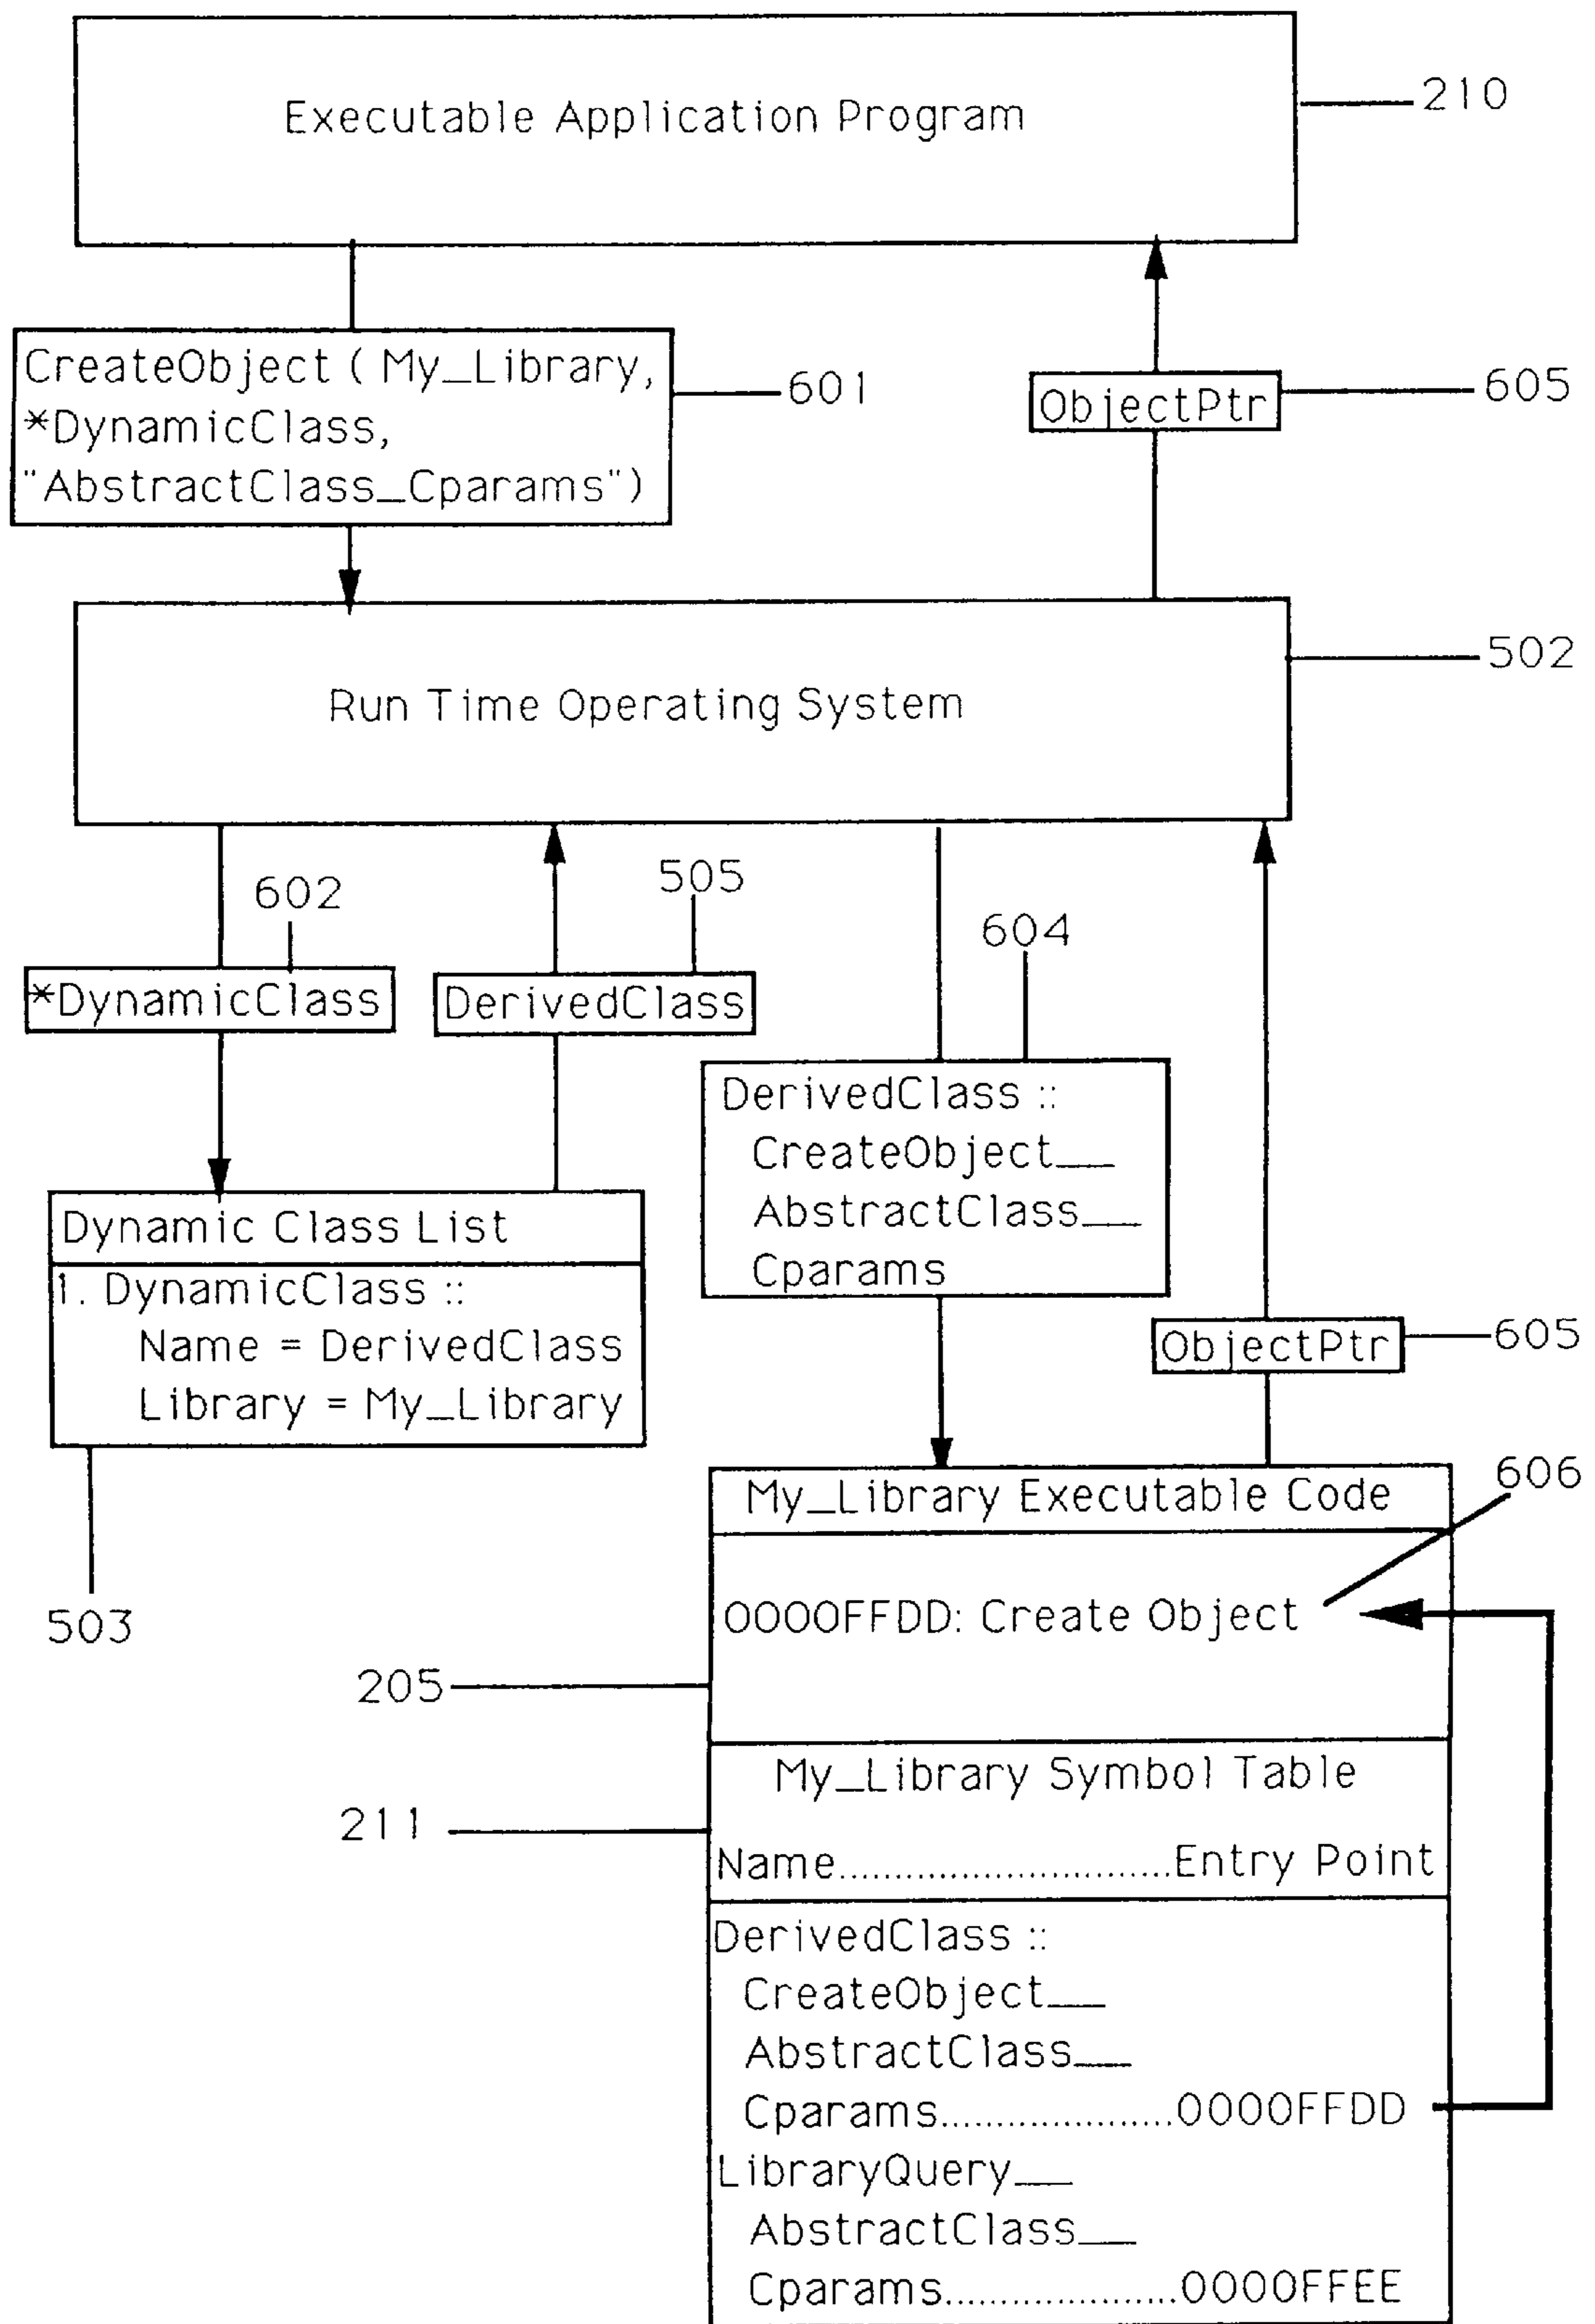 Executable Application Program
210
CreateObject ( My_Library,
*DynamicClass,
"AbstractClass_Cparams")
601
ObjectPtr
605
Run Time Operating System
502
602
505
604
*DynamicClass
DerivedClass
DerivedClass ::
CreateObject__
AbstractClass__
Cparams
Dynamic Class List
1. DynamicClass ::
Name = DerivedClass
Library = My_Library
503
ObjectPtr
605
My_Library Executable Code
606
0000FFDD: Create Object
205
My_Library Symbol Table
211
Name..............................Entry Point
DerivedClass ::
CreateObject__
AbstractClass__
Cparams.....................0000FFDD
LibraryQuery__
AbstractClass__
Cparams.....................0000FFEE